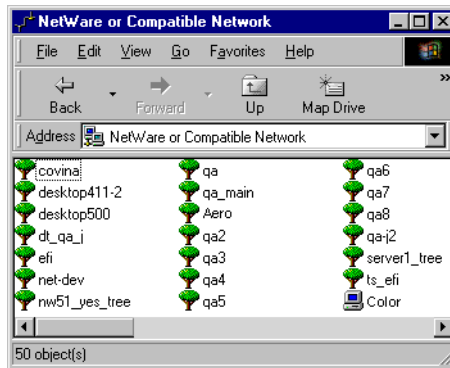 NetWare or Compatible Network
File Edit View Go Favorites Help
Back Forward Up Map Drive »
Address NetWare or Compatible Network
covina qa qa6
desktop411-2 qa_main qa7
desktop500 Aero qa8
dt_qa_j qa2 qa-j2
efi qa3 server1_tree
net-dev qa4 ts_efi
nw51_yes_tree qa5 Color
50 object(s)